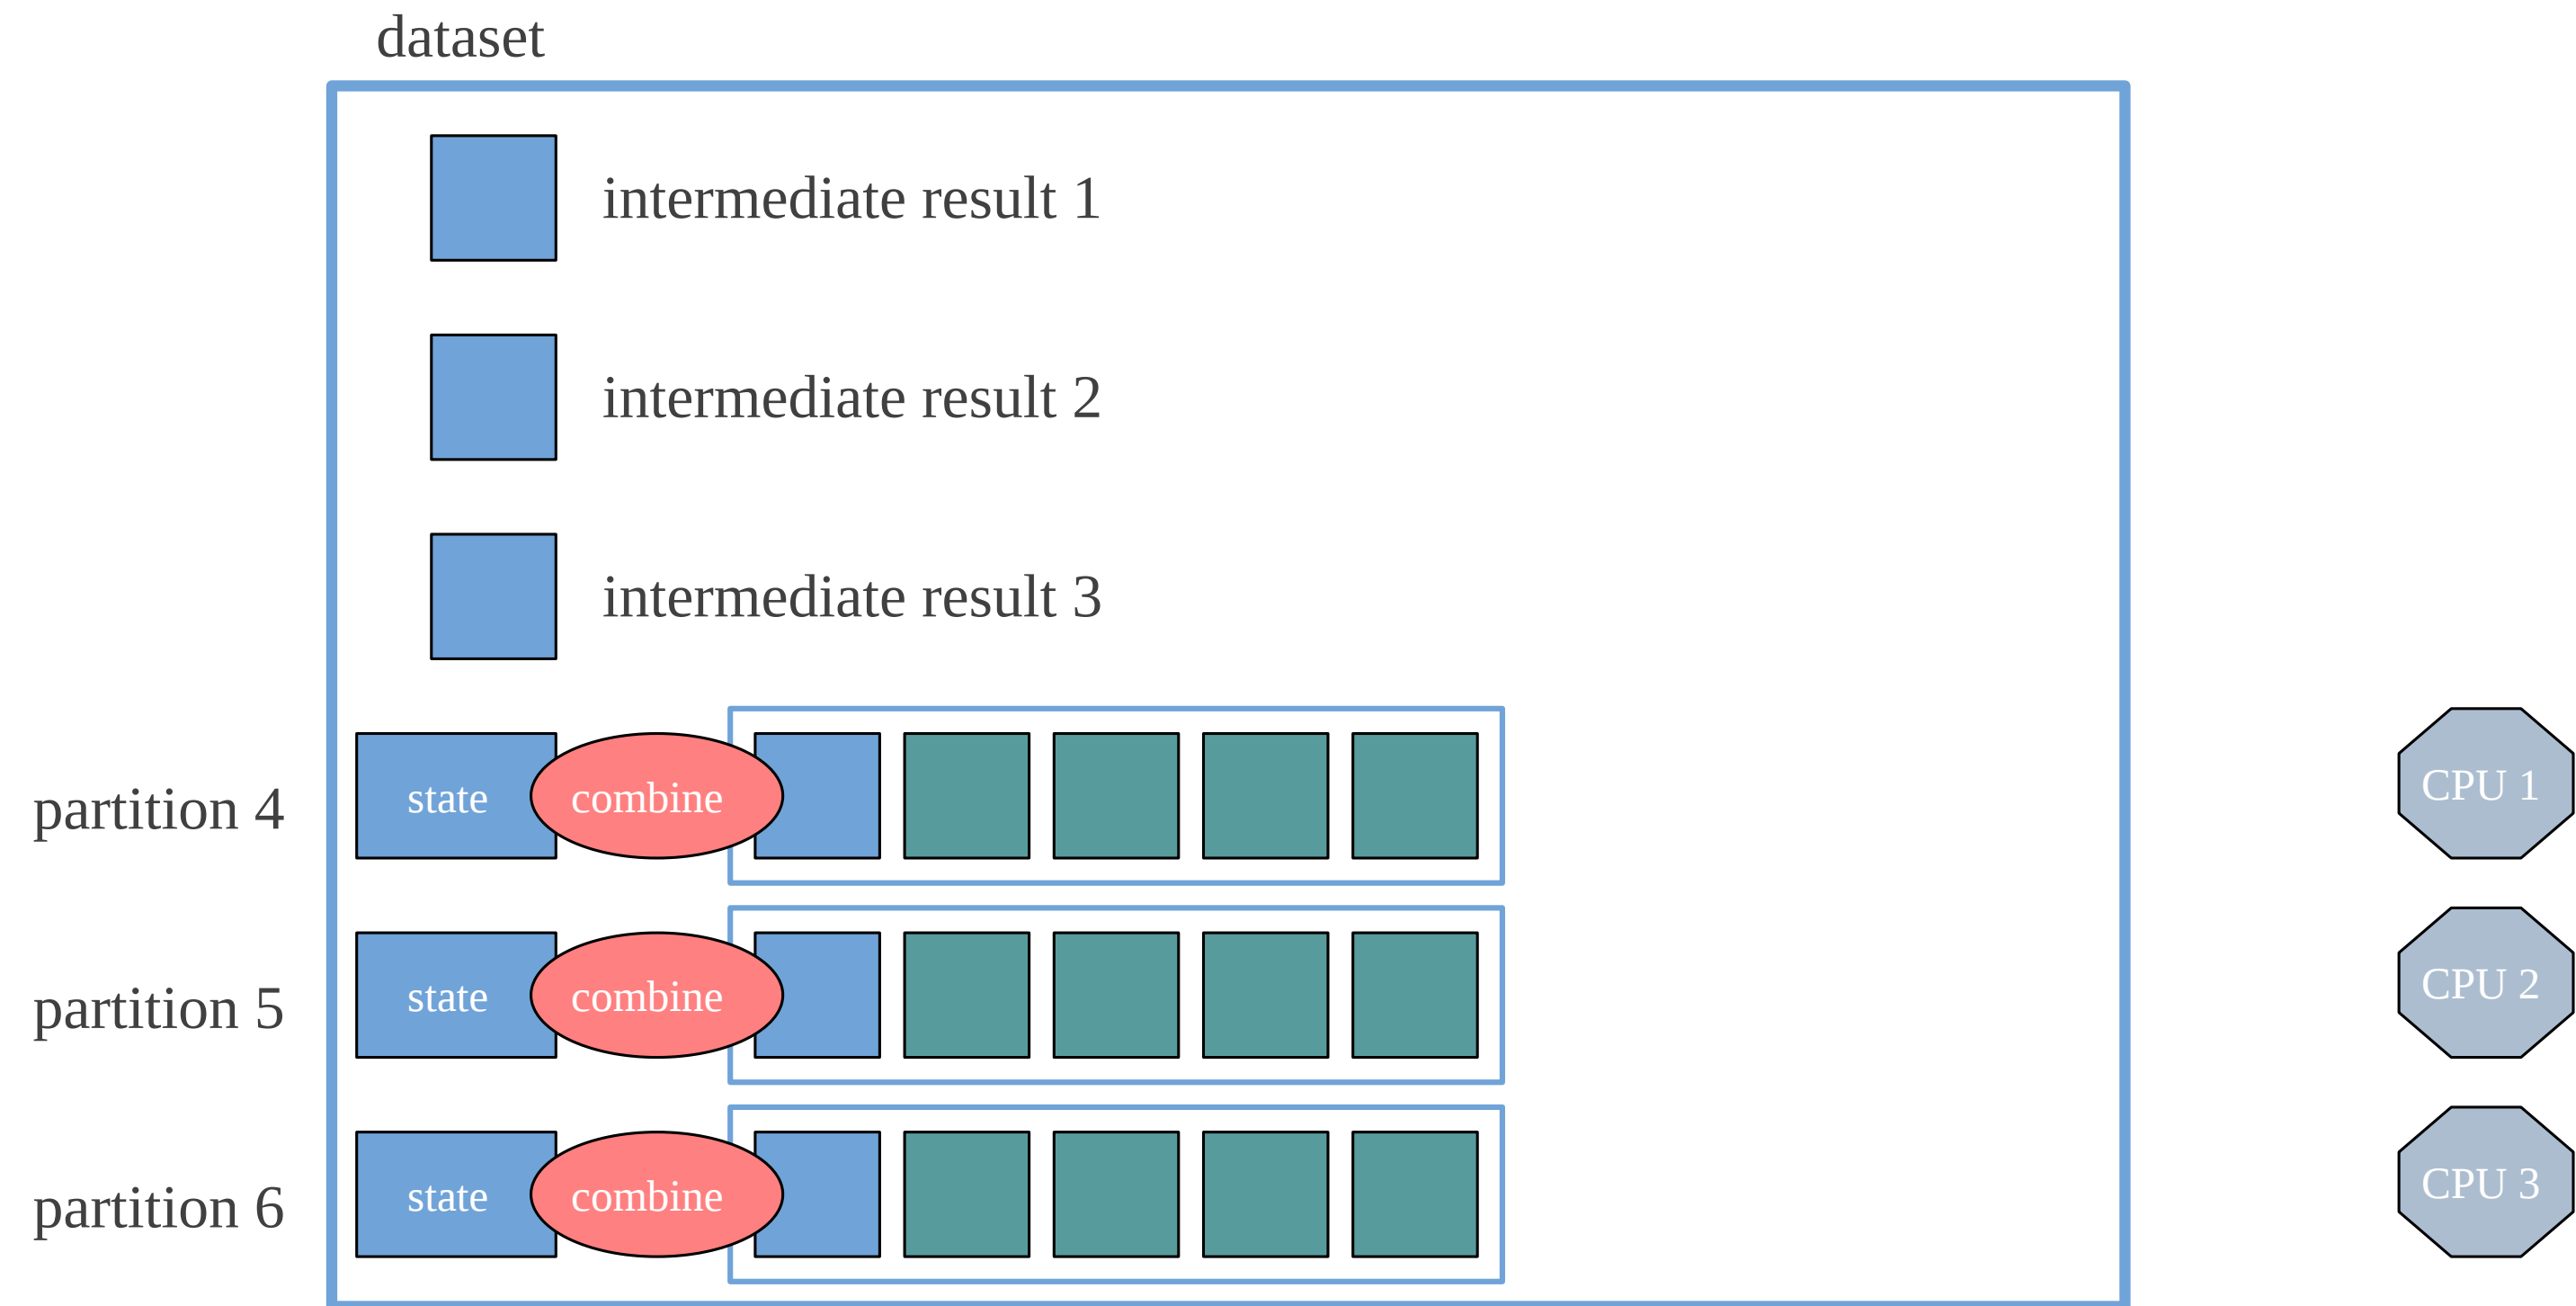 dataset
intermediate result 1
intermediate result 2
intermediate result 3
partition 4
state
combine
CPU 1
partition 5
state
combine
CPU 2
partition 6
state
combine
CPU 3